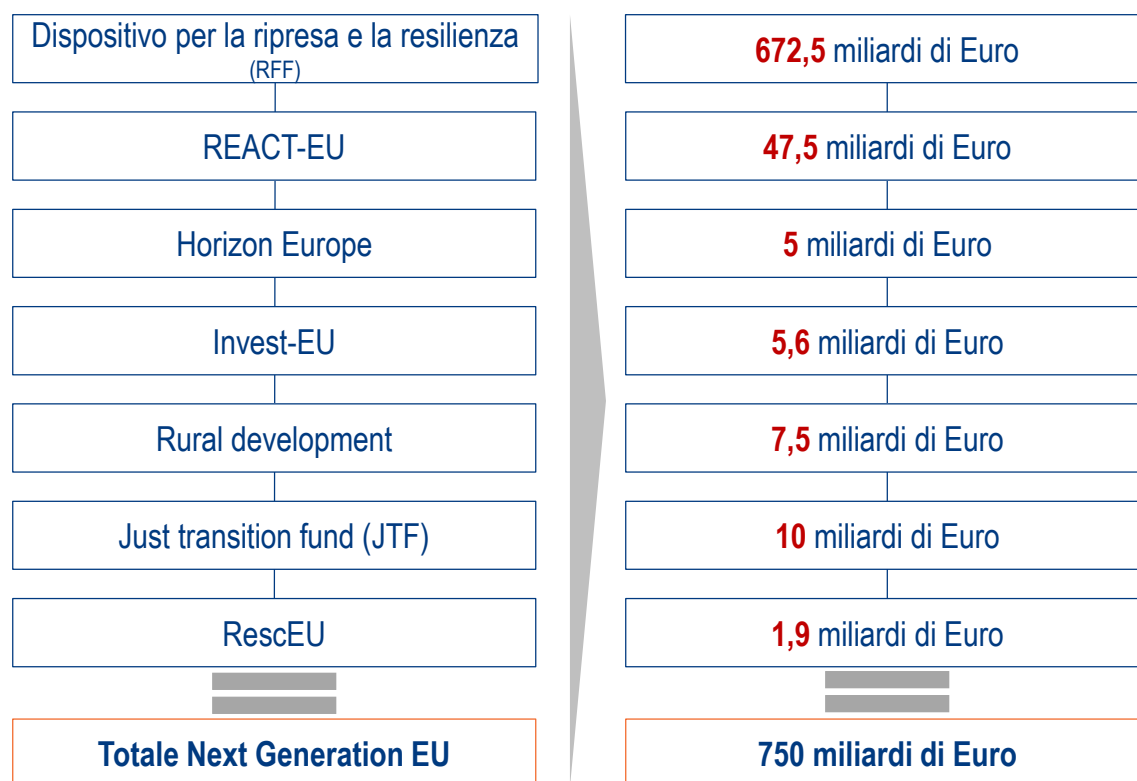 Dispositivo per la ripresa e la resilienza
(RFF)
672,5 miliardi di Euro
REACT-EU
47,5 miliardi di Euro
Horizon Europe
5 miliardi di Euro
Invest-EU
5,6 miliardi di Euro
Rural development
7,5 miliardi di Euro
Just transition fund (JTF)
10 miliardi di Euro
RescEU
1,9 miliardi di Euro
Totale Next Generation EU
750 miliardi di Euro